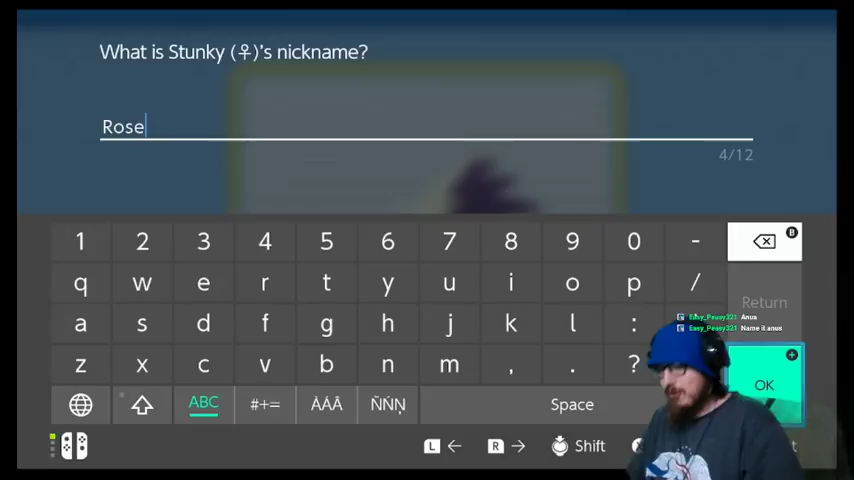 What is Stunky (♀)'s nickname?
Rose
4/12
1 2 3 4 5 6 7 8 9 0 -
q w e r t y u i o p /
Return
a s d f g h j k l :
Easy_Peasy321 Anus
Easy_Peasy321 Name it anus
z x c v b n m , . ?
OK
ABC #+= ÀÁÂ ÑŃŅ Space
L ← R → Shift